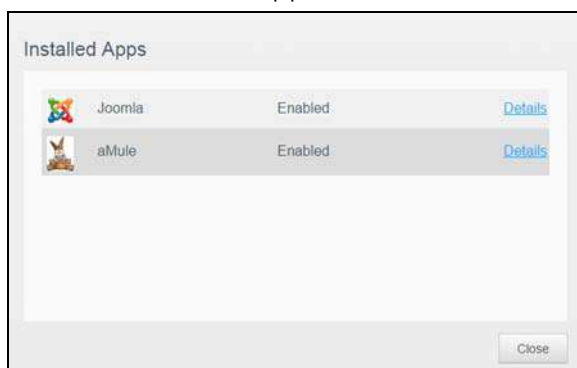 Installed Apps
Joomla Enabled Details
aMule Enabled Details
Close